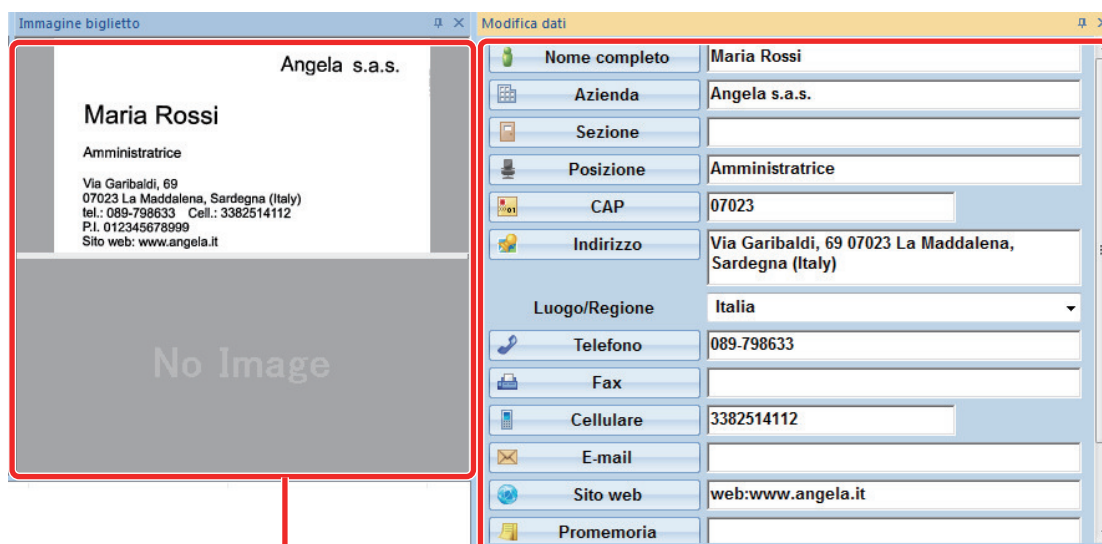 Immagine biglietto
Angela s.a.s.
Maria Rossi
Amministratrice
Via Garibaldi, 69
07023 La Maddalena, Sardegna (Italy)
tel.: 089-798633 Cell.: 3382514112
P.I. 012345678999
Sito web: www.angela.it
No Image
Modifica dati
Nome completo Maria Rossi
Azienda Angela s.a.s.
Sezione
Posizione Amministratrice
CAP 07023
Indirizzo Via Garibaldi, 69 07023 La Maddalena,
Sardegna (Italy)
Luogo/Regione Italia
Telefono 089-798633
Fax
Cellulare 3382514112
E-mail
Sito web web:www.angela.it
Promemoria